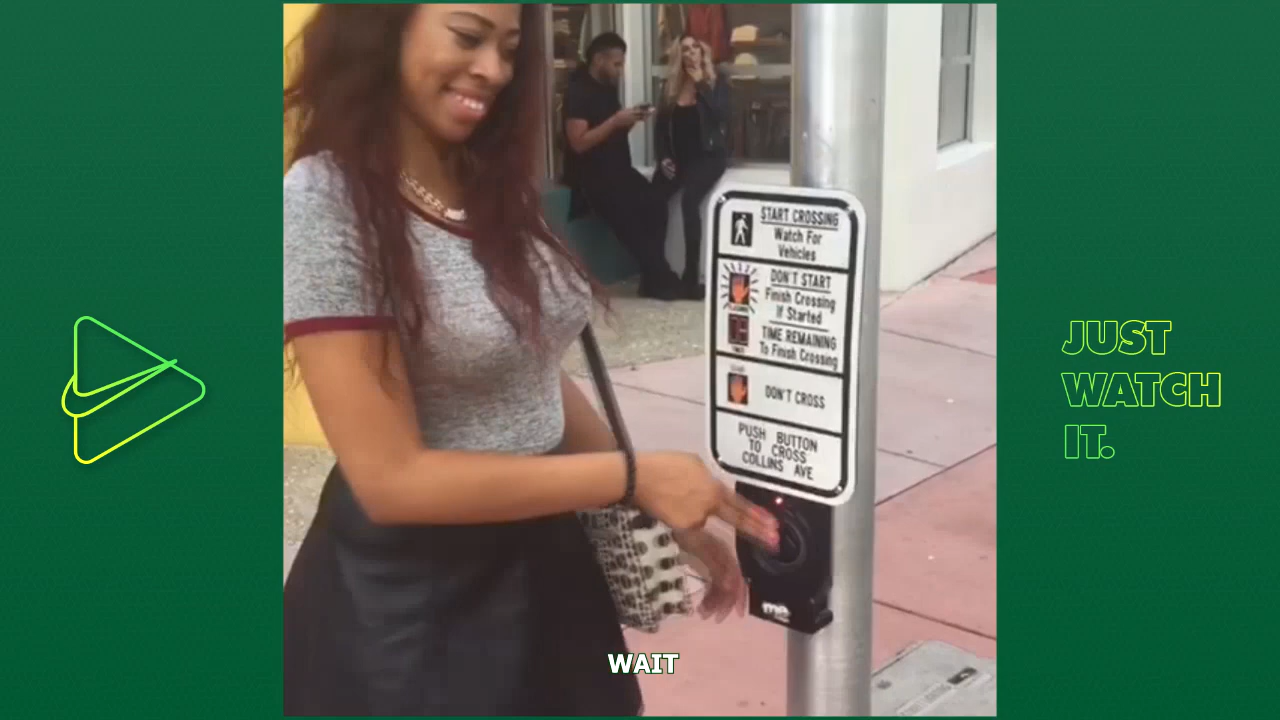 START CROSSING
Watch For
Vehicles
DON'T START
Finish Crossing
If Started
TIME REMAINING
To Finish Crossing
DON'T CROSS
PUSH BUTTON
TO CROSS
COLLINS AVE
WAIT
JUST
WATCH
IT.